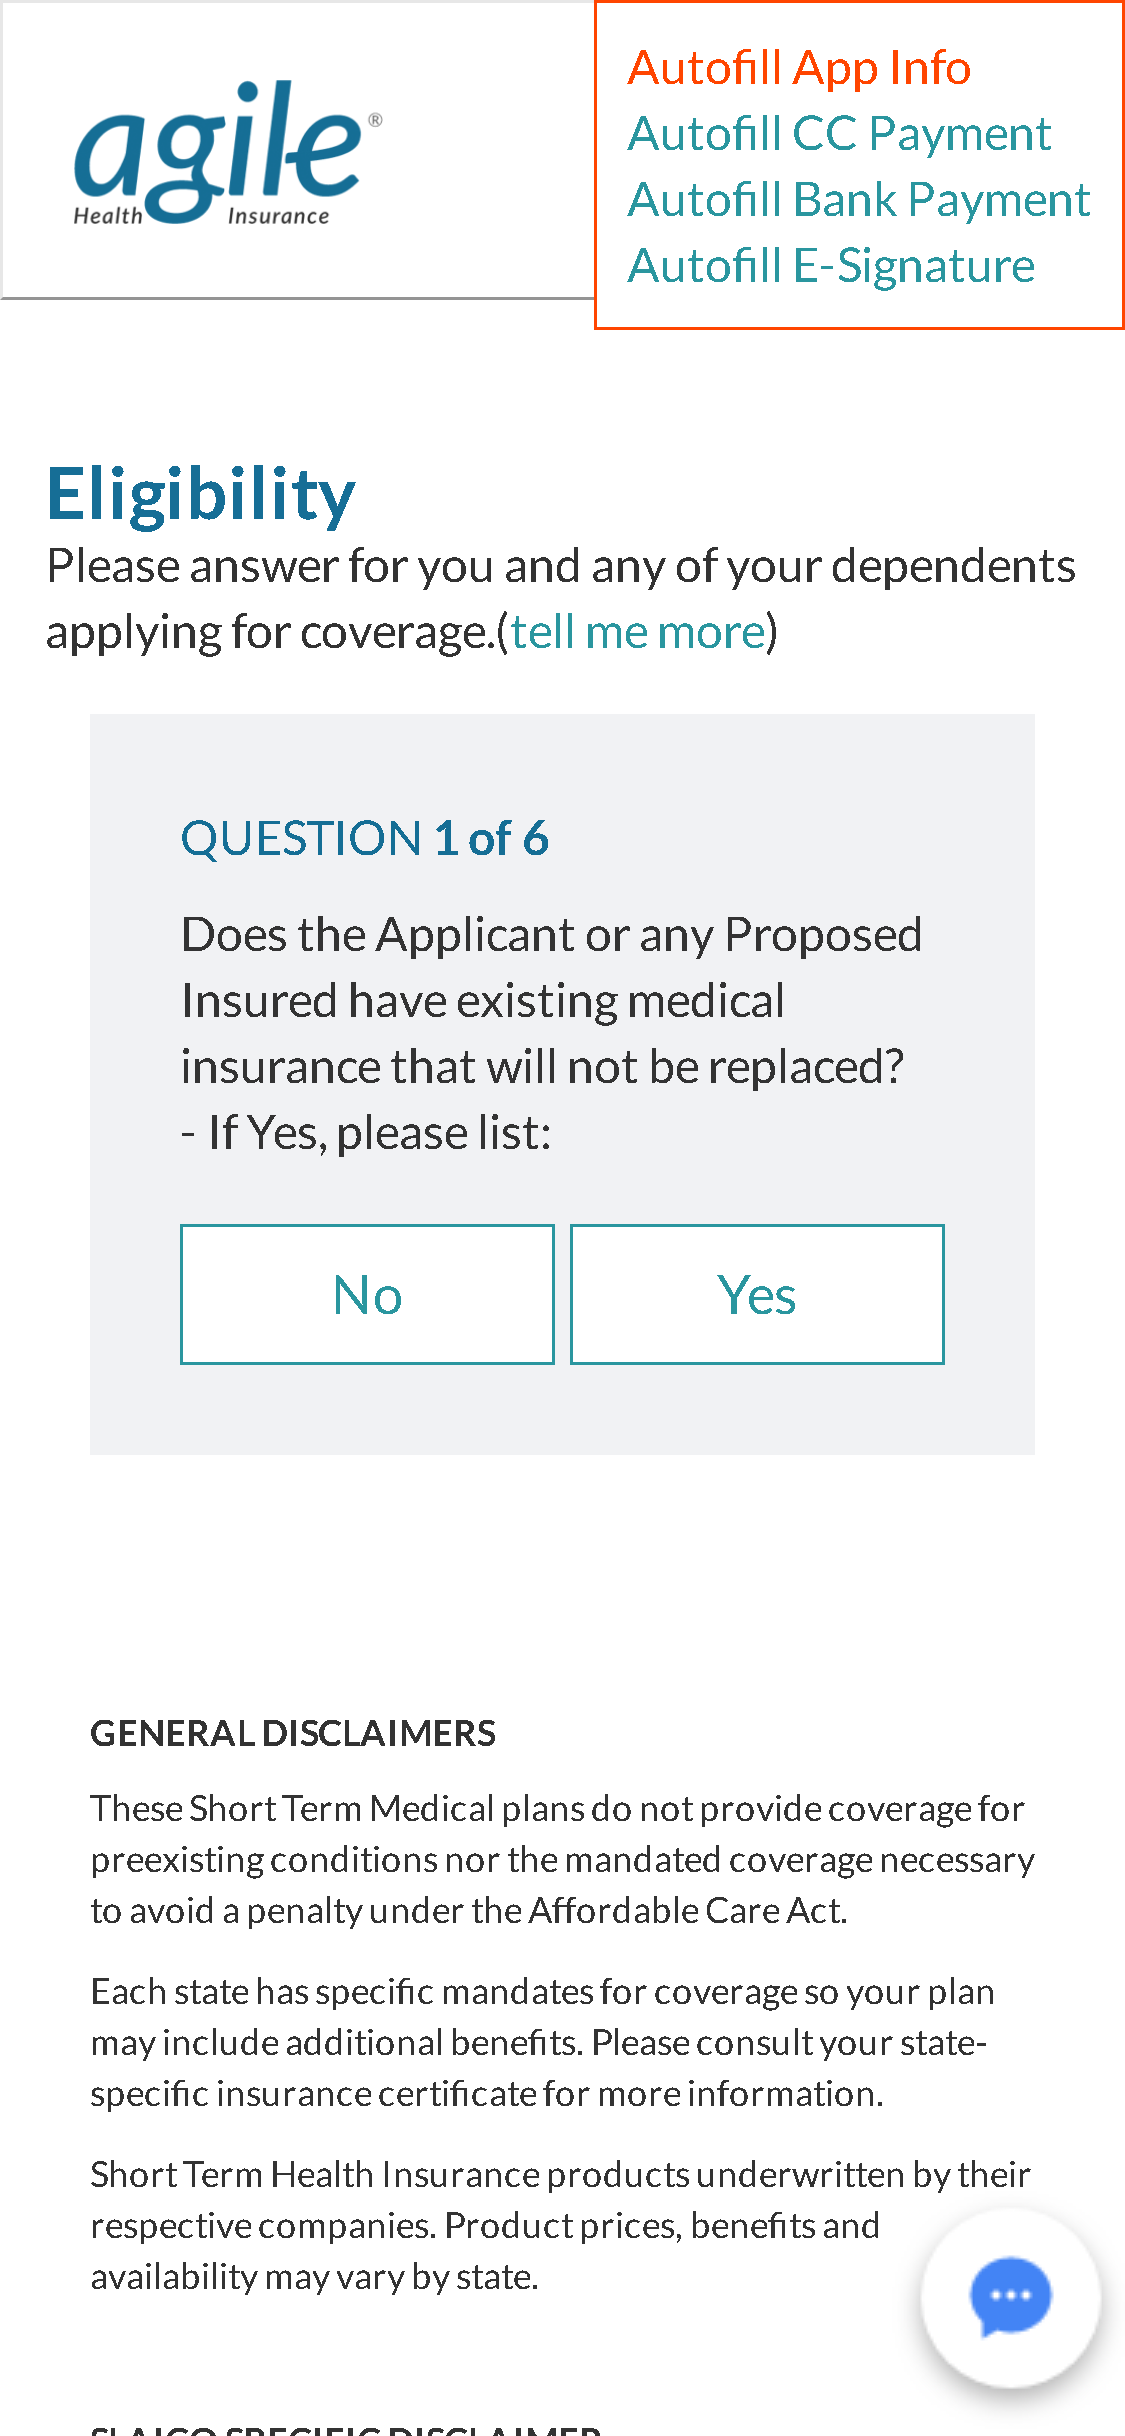 agile®
Health Insurance
Autofill App Info
Autofill CC Payment
Autofill Bank Payment
Autofill E-Signature
Eligibility
Please answer for you and any of your dependents
applying for coverage.(tell me more)
QUESTION 1 of 6
Does the Applicant or any Proposed
Insured have existing medical
insurance that will not be replaced?
- If Yes, please list:
No
Yes
GENERAL DISCLAIMERS
These Short Term Medical plans do not provide coverage for
preexisting conditions nor the mandated coverage necessary
to avoid a penalty under the Affordable Care Act.
Each state has specific mandates for coverage so your plan
may include additional benefits. Please consult your state-
specific insurance certificate for more information.
Short Term Health Insurance products underwritten by their
respective companies. Product prices, benefits and
availability may vary by state.
SLAICO SPECIFIC DISCLAIMER